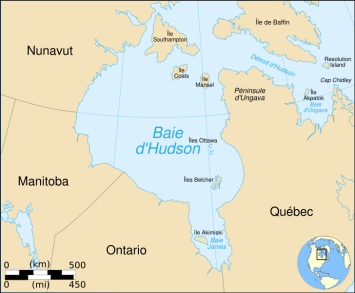 Île de Baffin
Île
Southampton
Nunavut
Détroit d'Hudson
Resolution
Island
Île
Coats
Île
Mansel
Cap Chidley
Péninsule
d'Ungava
Île
Akpatok
Baie
d'Ungava
Baie
d'Hudson
Îles Ottawa
Manitoba
Îles Belcher
Québec
Île Akimiski
Baie
James
Ontario
0 (km) 500
0 (mi) 450